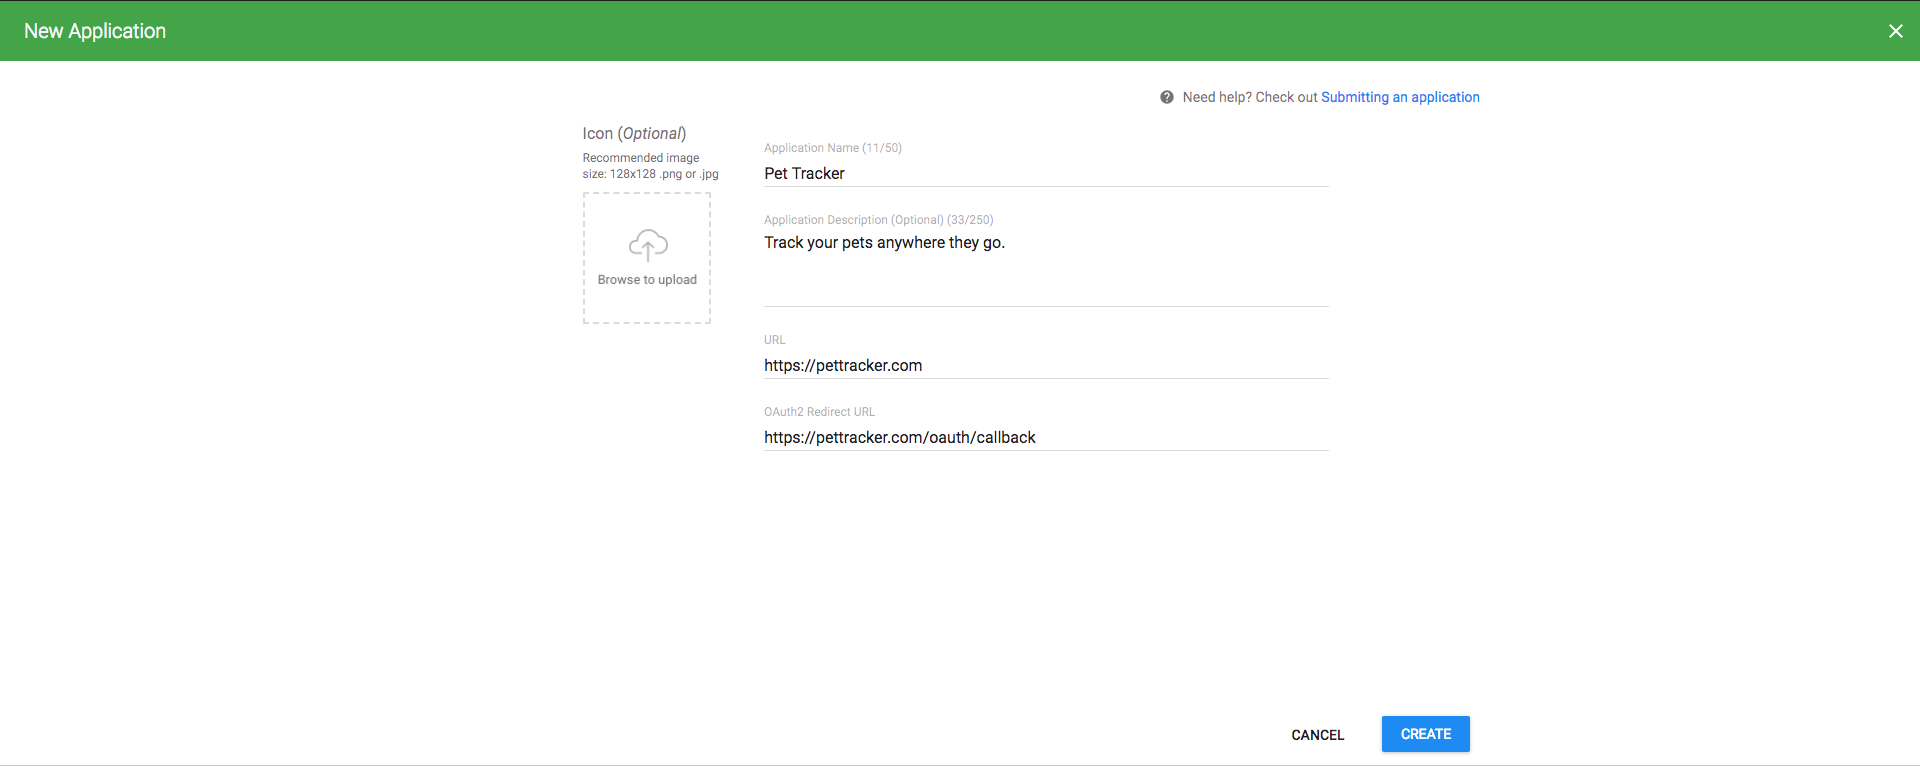 New Application
Need help? Check out Submitting an application
Icon (Optional)
Recommended image
size: 128x128 .png or .jpg
Browse to upload
Application Name (11/50)
Pet Tracker
Application Description (Optional) (33/250)
Track your pets anywhere they go.
URL
https://pettracker.com
OAuth2 Redirect URL
https://pettracker.com/oauth/callback
CANCEL
CREATE